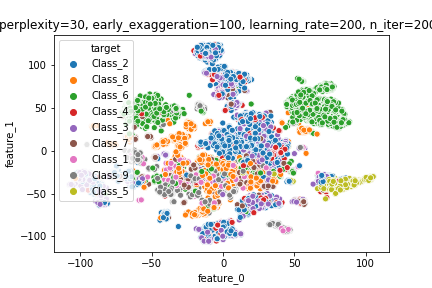 perplexity=30, early_exaggeration=100, learning_rate=200, n_iter=200
target
Class_2
Class_8
Class_6
Class_4
Class_3
Class_7
Class_1
Class_9
Class_5
feature_1
100
50
0
−50
−100
−100
−50
0
50
100
feature_0